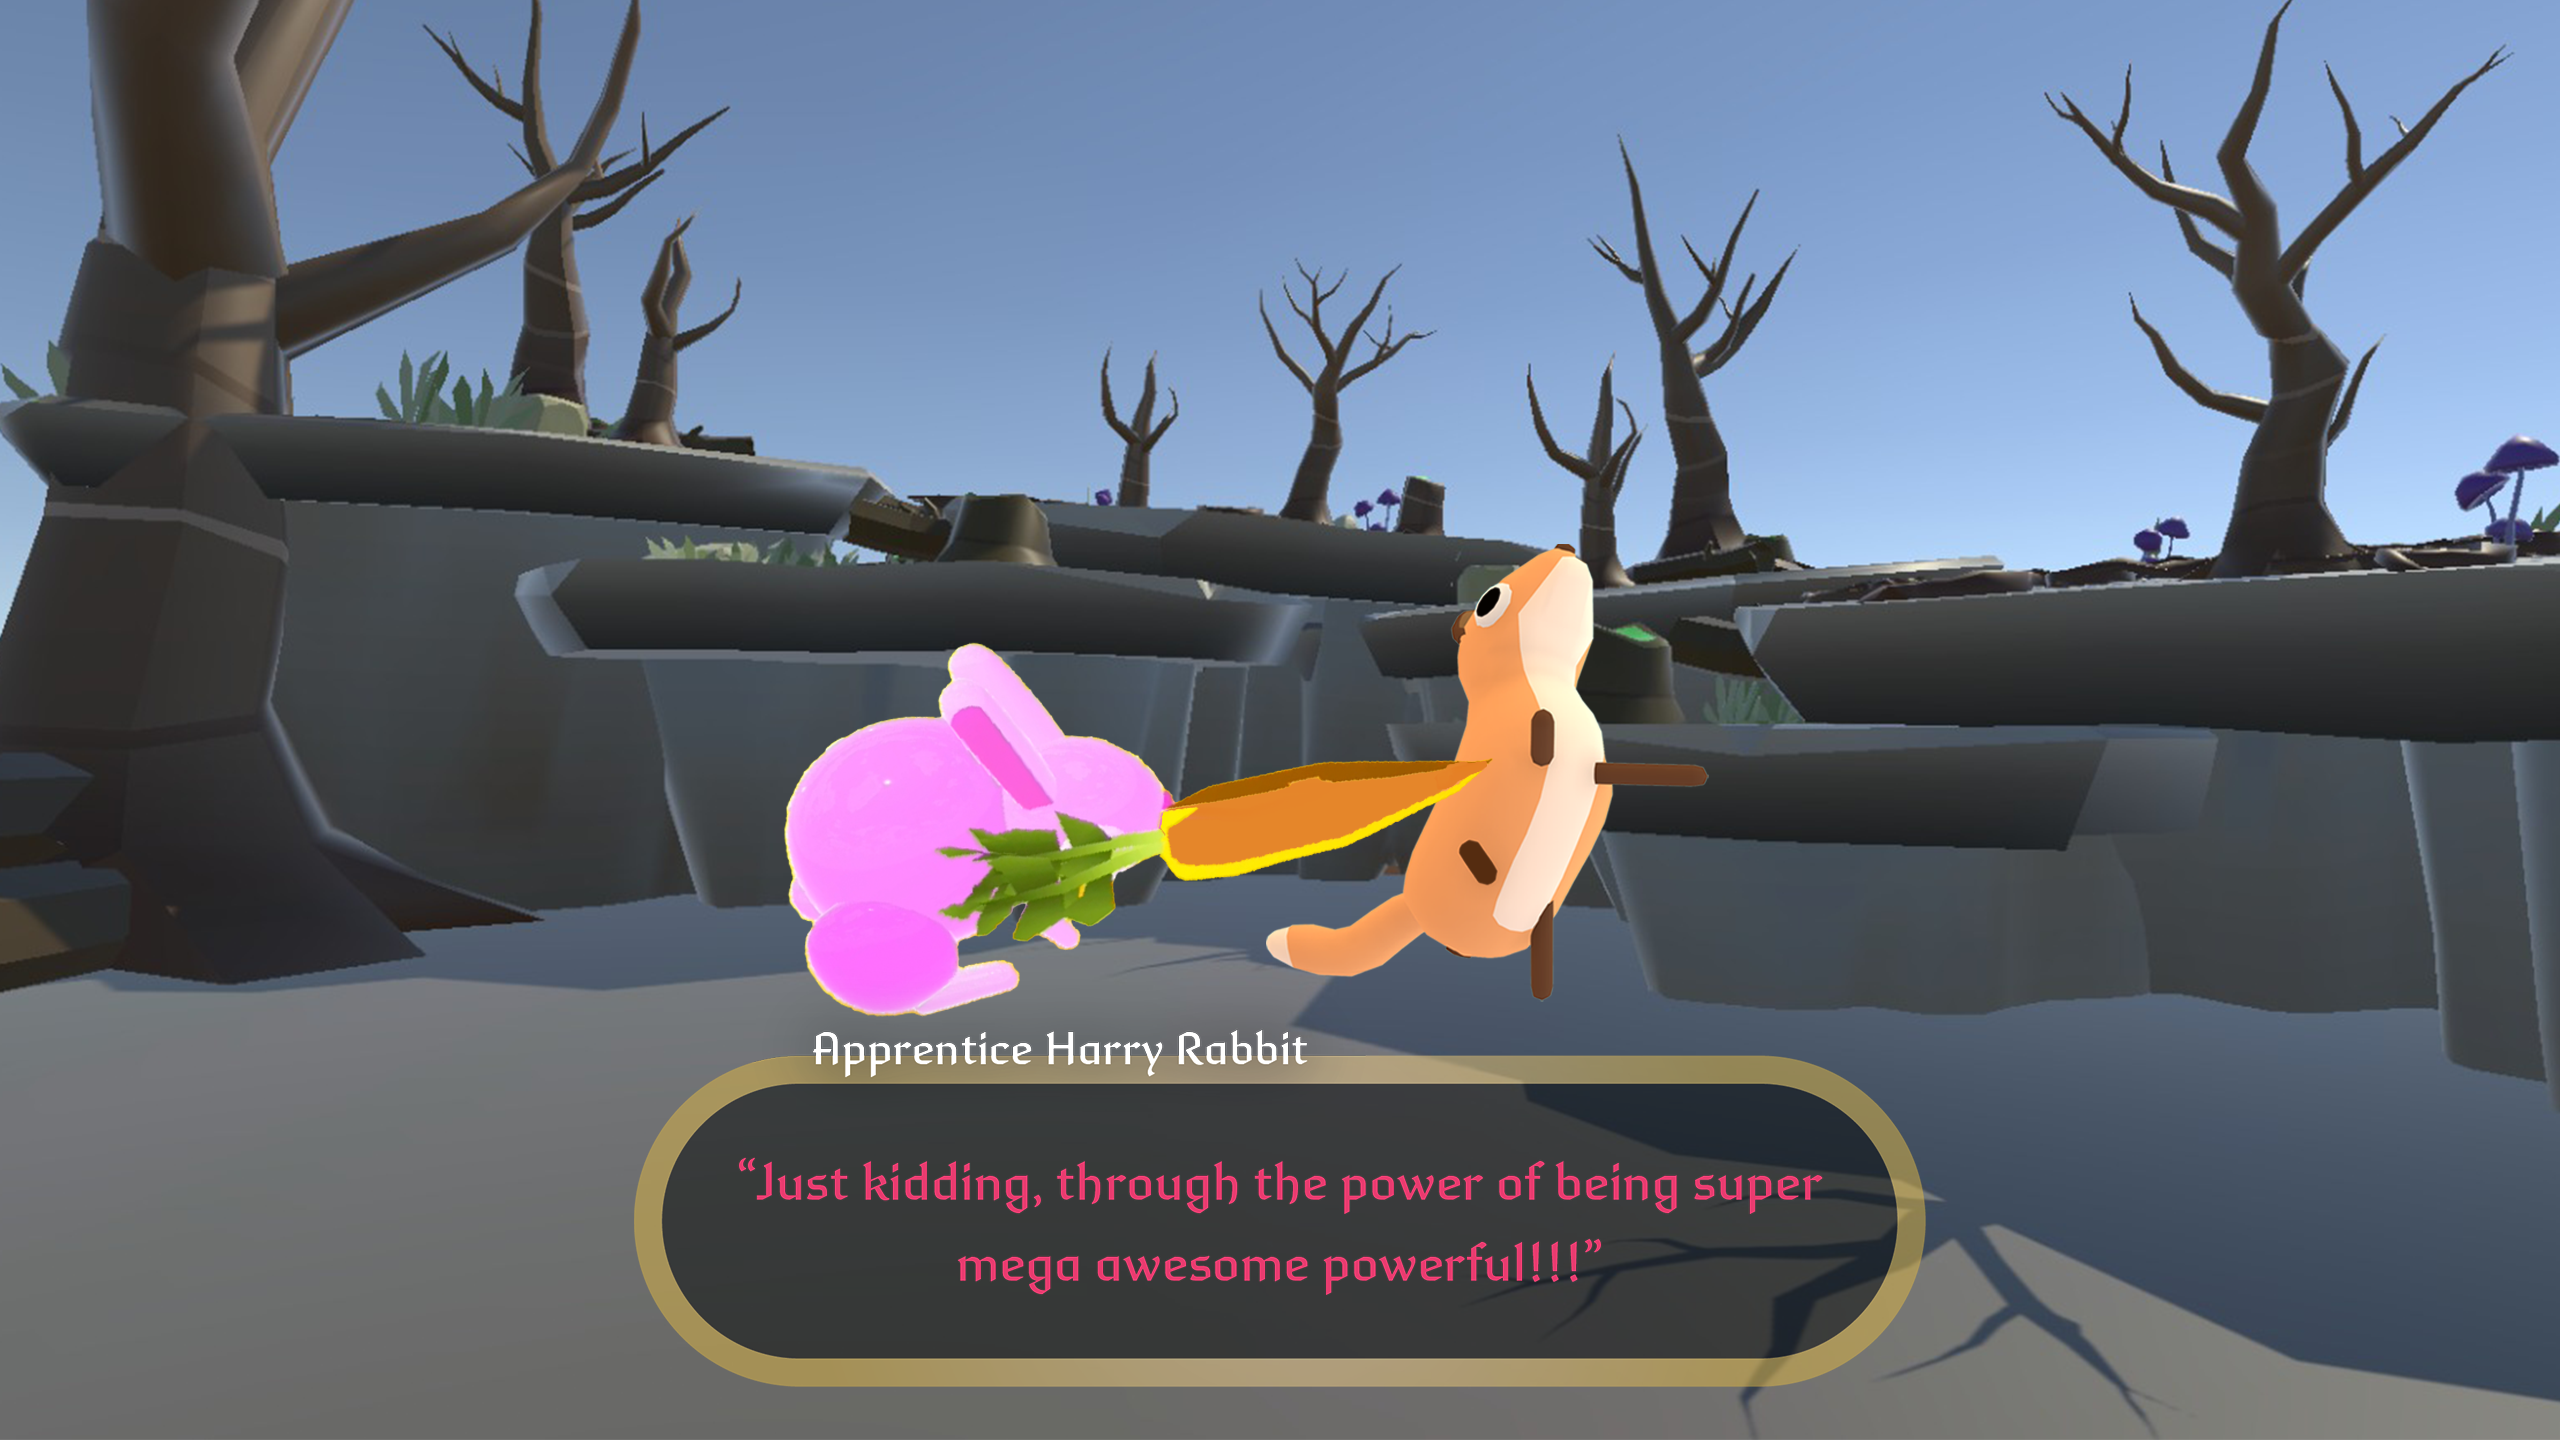 Apprentice Harry Rabbit
“Just kidding, through the power of being super
mega awesome powerful!!!”